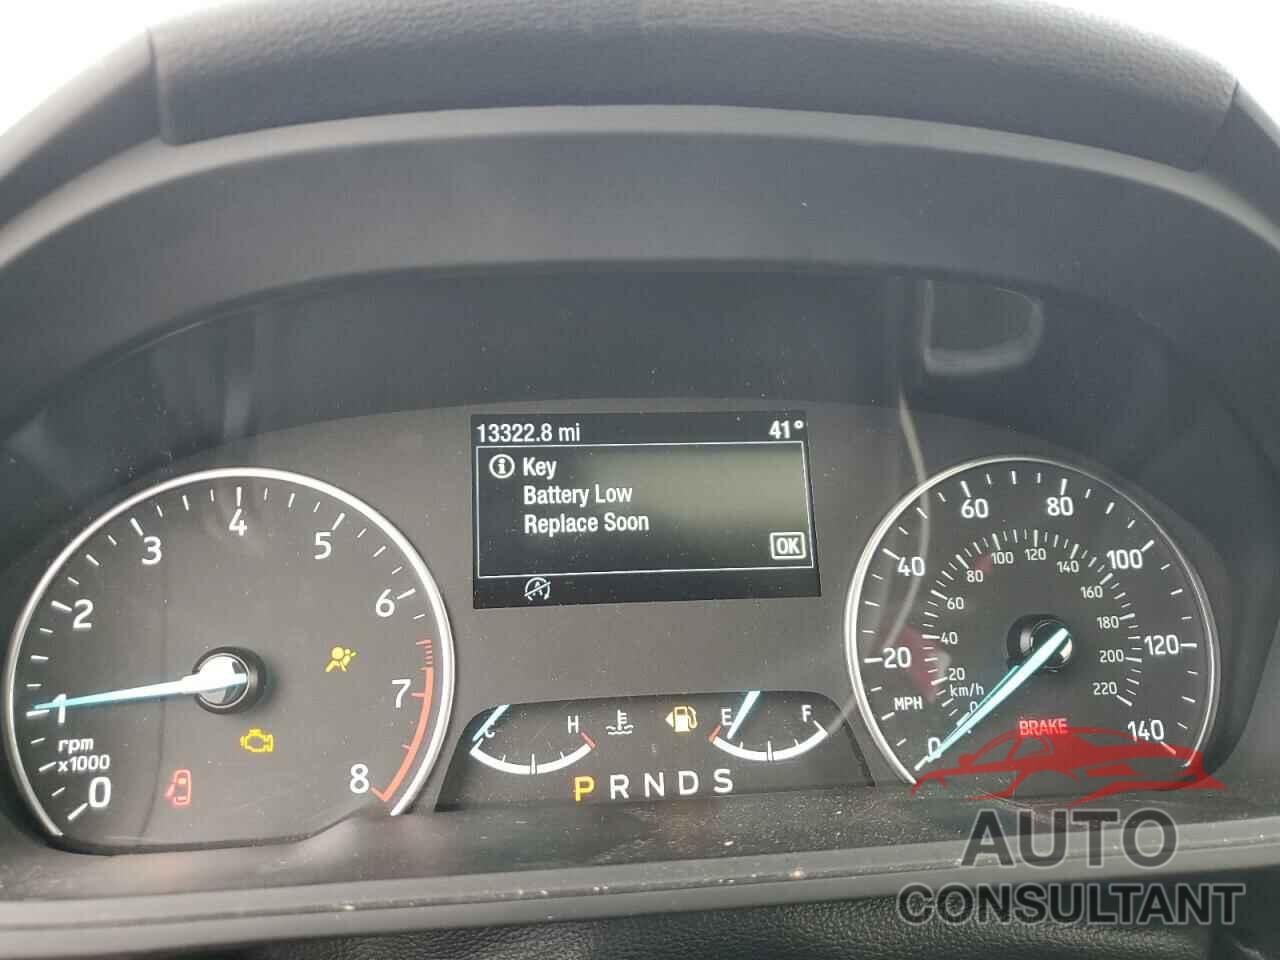 13322.8 mi 41°
i Key
Battery Low
Replace Soon
OK
0 1 2 3 4 5 6 7 8
rpm
x1000
C H
E F
P R N D S
0 20 40 60 80 100 120 140
MPH
0 20 40 60 80 100 120 140 160 180 200 220
km/h
BRAKE
AUTO
CONSULTANT